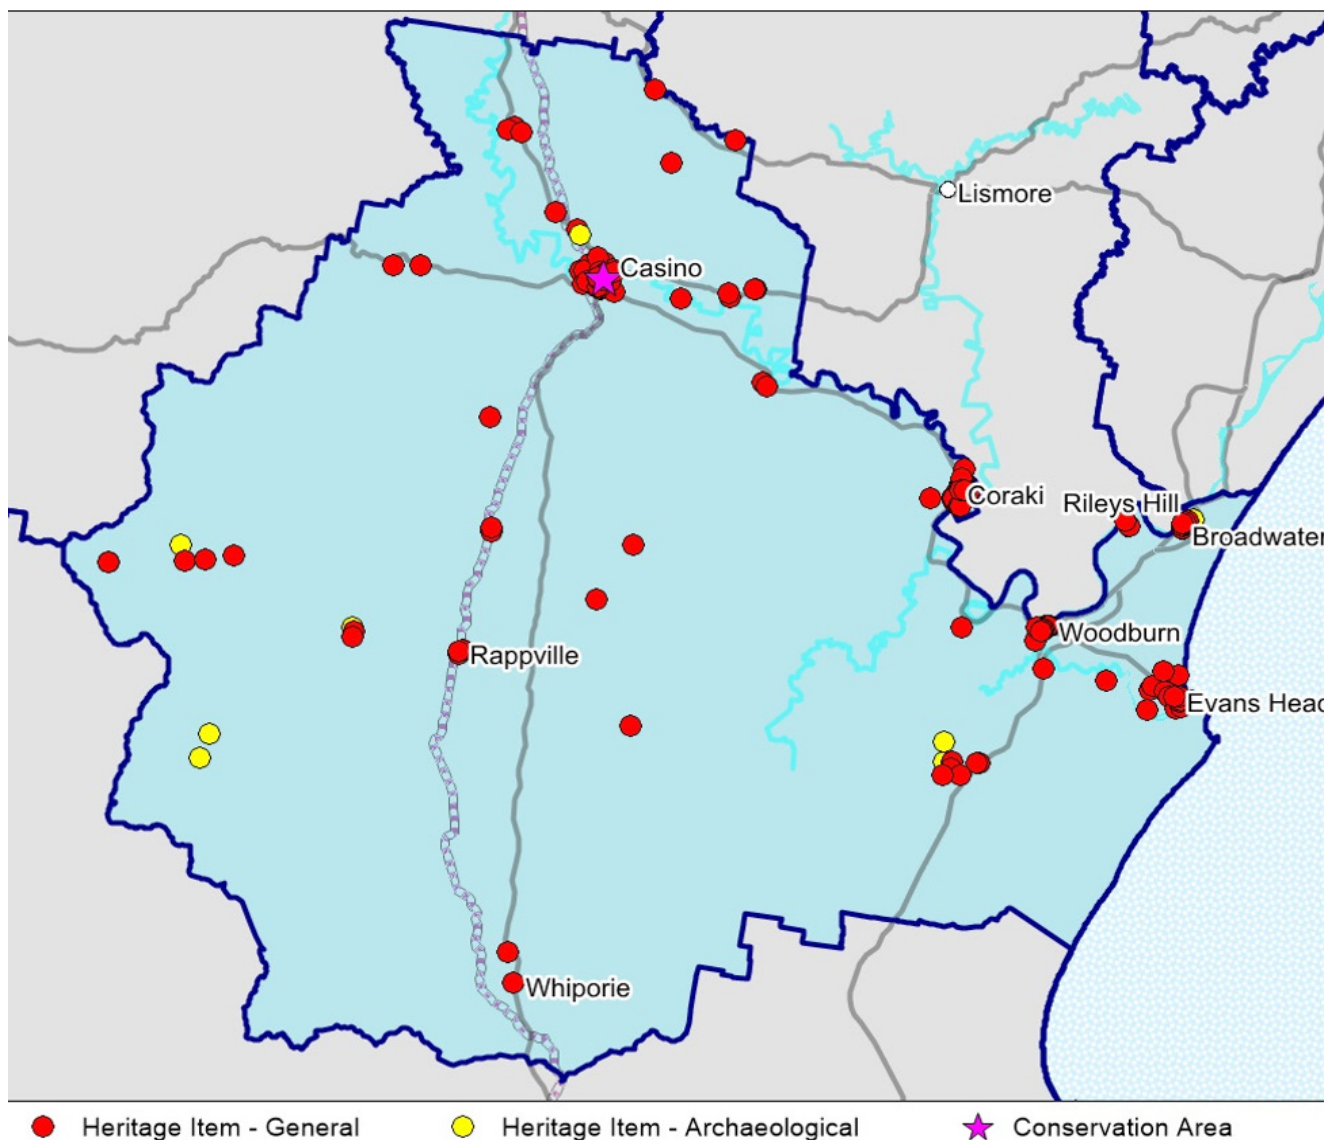 Lismore
Casino
Coraki
Rileys Hill
Broadwater
Woodburn
Rappville
Evans Head
Whiporie
Heritage Item - General
Heritage Item - Archaeological
Conservation Area